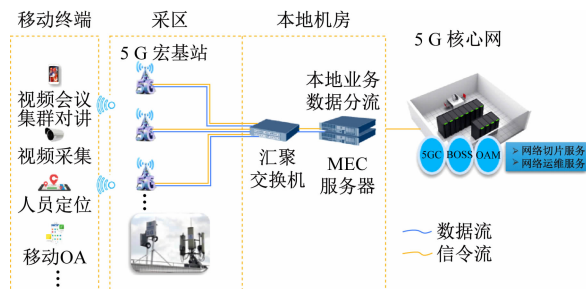 移动终端
采区
本地机房
5 G 核心网
5 G 宏基站
视频会议
集群对讲
视频采集
人员定位
移动OA
本地业务
数据分流
汇聚
交换机
MEC
服务器
5GC
BOSS
OAM
网络切片服务
网络运维服务
数据流
信令流